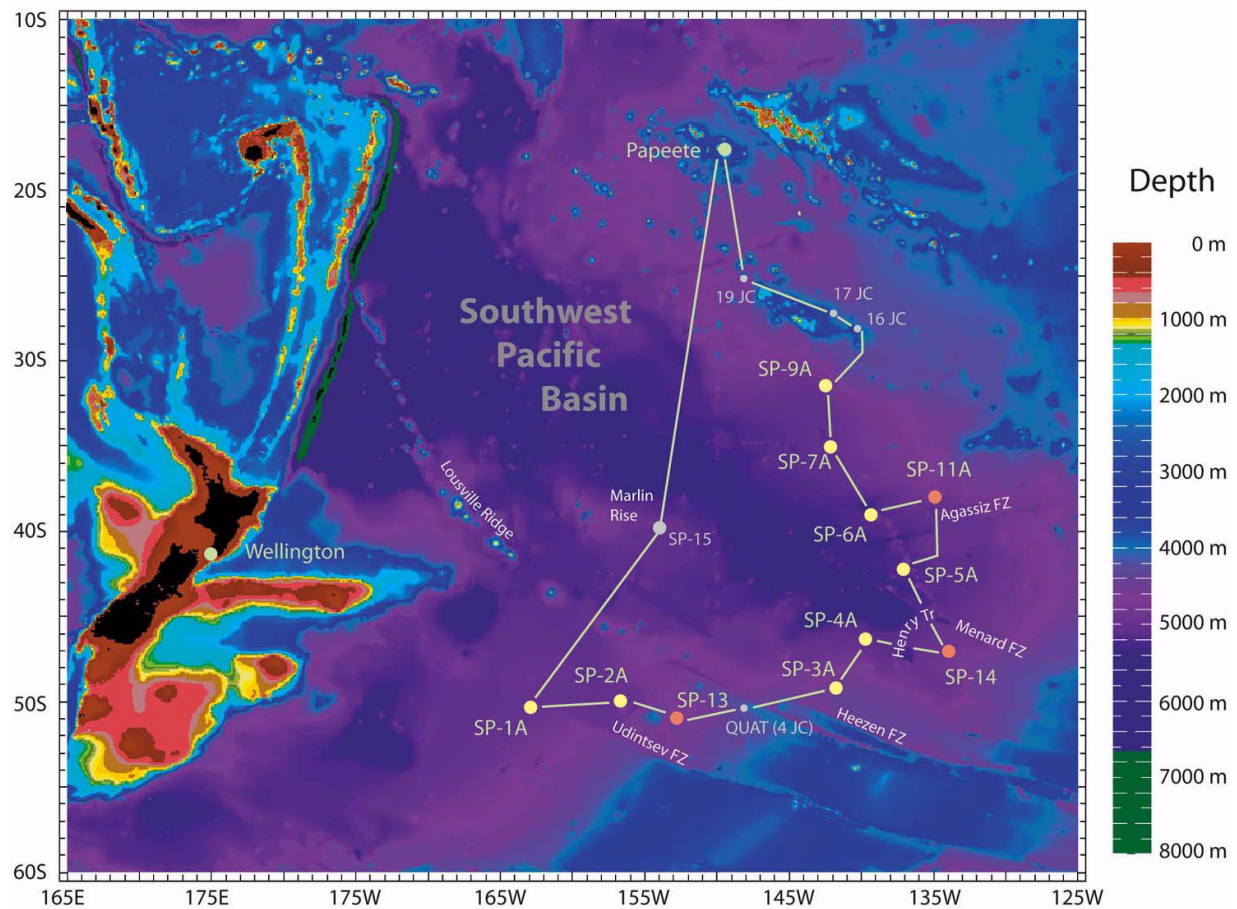 10S
20S
30S
40S
50S
60S
165E
175E
175W
165W
155W
145W
135W
125W
Papeete
19 JC
17 JC
16 JC
Southwest
Pacific
Basin
SP-9A
SP-7A
SP-11A
Agassiz FZ
SP-6A
Lousville Ridge
Marlin
Rise
SP-15
Wellington
SP-5A
SP-4A
Henry Tr
Menard FZ
SP-14
SP-3A
SP-2A
SP-13
SP-1A
QUAT (4 JC)
Udintsev FZ
Heezen FZ
Depth
0 m
1000 m
2000 m
3000 m
4000 m
5000 m
6000 m
7000 m
8000 m